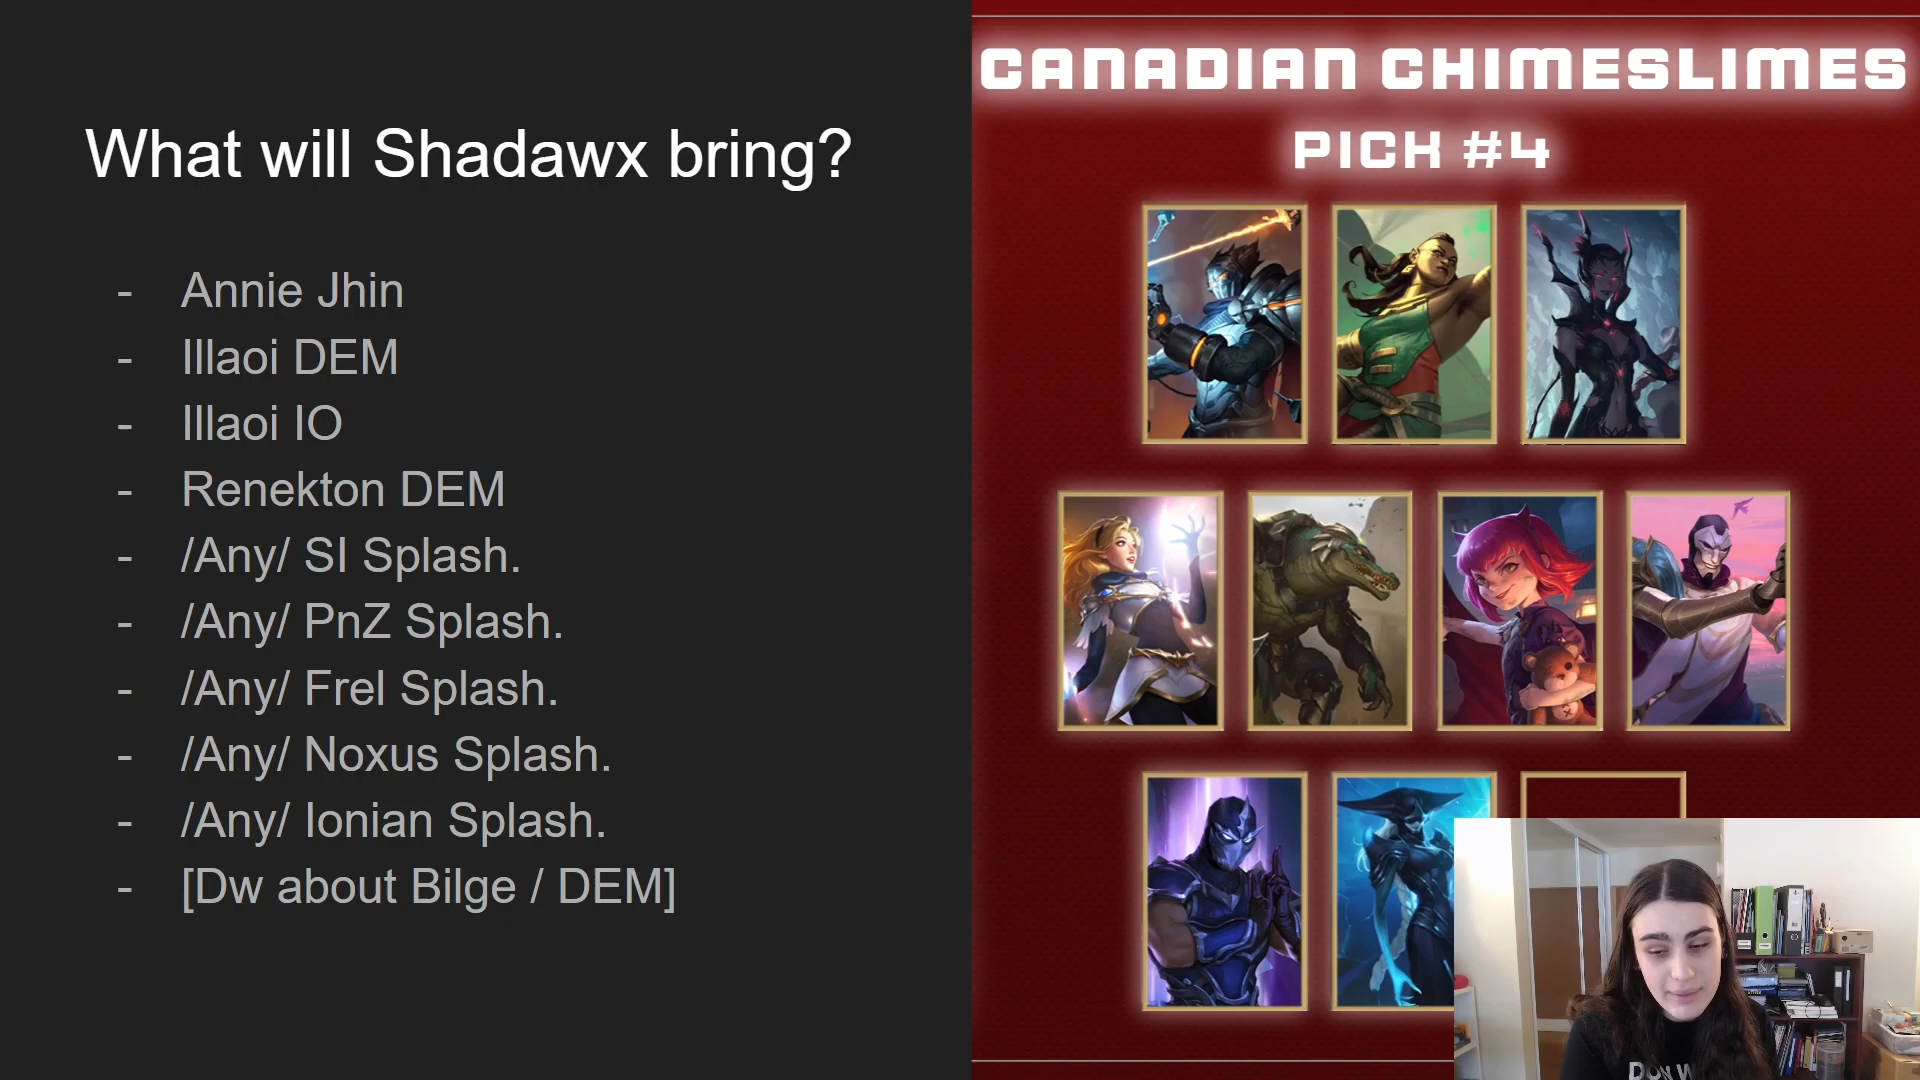 What will Shadawx bring?
- Annie Jhin
- Illaoi DEM
- Illaoi IO
- Renekton DEM
- /Any/ SI Splash.
- /Any/ PnZ Splash.
- /Any/ Frel Splash.
- /Any/ Noxus Splash.
- /Any/ Ionian Splash.
- [Dw about Bilge / DEM]
CANADIAN CHIMESLIMES
PICK #4